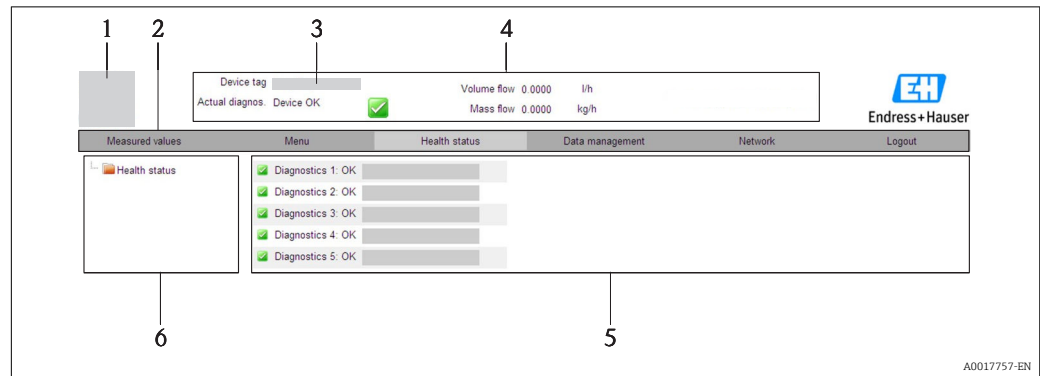 1 2 3 4
Device tag
Volume flow 0.0000 l/h
Actual diagnos. Device OK
Mass flow 0.0000 kg/h
EH
Endress+Hauser
Measured values Menu Health status Data management Network Logout
Health status
Diagnostics 1: OK
Diagnostics 2: OK
Diagnostics 3: OK
Diagnostics 4: OK
Diagnostics 5: OK
6 5
A0017757-EN